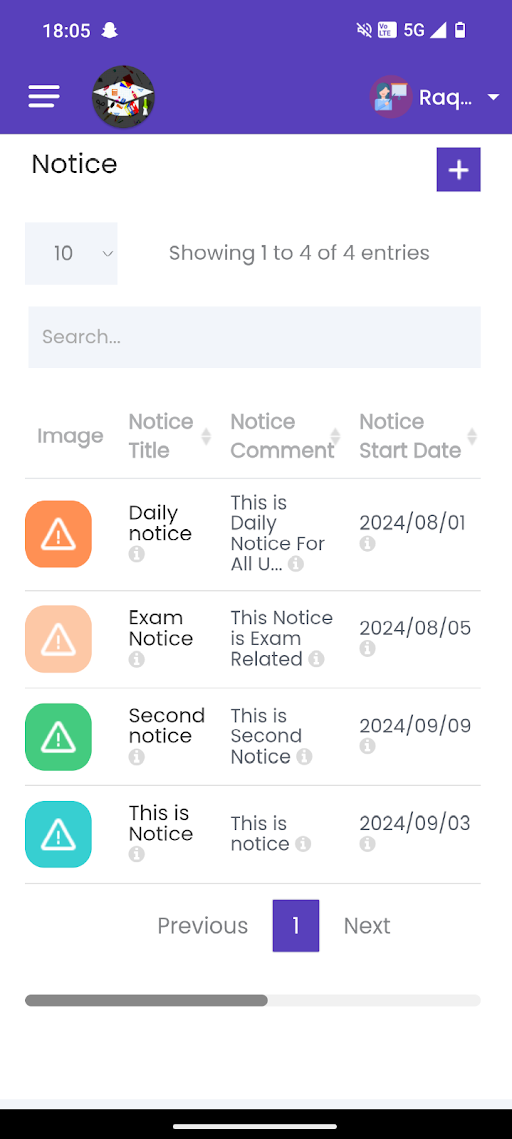 18:05
Vo LTE 5G
Raq...
Notice
+
10
Showing 1 to 4 of 4 entries
Search...
Image
Notice Title
Notice Comment
Notice Start Date
Daily
notice
This is
Daily
Notice For
All U...
2024/08/01
Exam
Notice
This Notice
is Exam
Related
2024/08/05
Second
notice
This is
Second
Notice
2024/09/09
This is
Notice
This is
notice
2024/09/03
Previous 1 Next